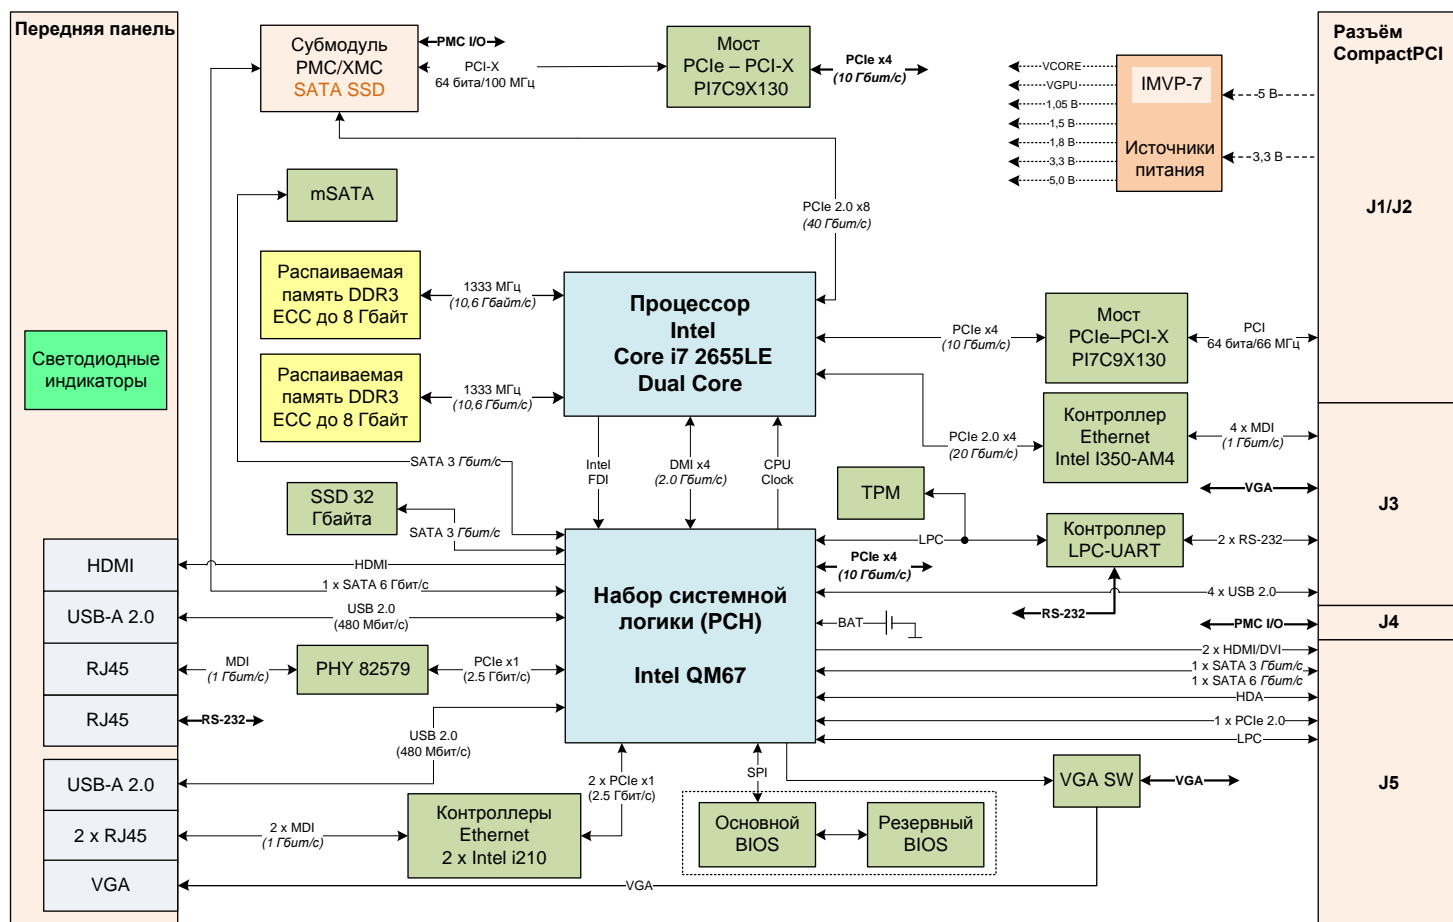 Передняя панель
Субмодуль
PMC/XMC
SATA SSD
PMC I/O
PCI-X
64 бита/100 МГц
Мост
PCIe – PCI-X
PI7C9X130
PCIe x4
(10 Гбит/с)
VCORE
VGPU
1,05 В
1,5 В
1,8 В
3,3 В
5,0 В
IMVP-7
Источники
питания
5 В
3,3 В
Разъём
CompactPCI
J1/J2
mSATA
PCIe 2.0 x8
(40 Гбит/с)
Распаиваемая
память DDR3
ECC до 8 Гбайт
1333 МГц
(10,6 Гбайт/с)
Распаиваемая
память DDR3
ECC до 8 Гбайт
1333 МГц
(10,6 Гбит/с)
Процессор
Intel
Core i7 2655LE
Dual Core
PCIe x4
(10 Гбит/с)
Мост
PCIe–PCI-X
PI7C9X130
PCI
64 бита/66 МГц
Светодиодные
индикаторы
PCIe 2.0 x4
(20 Гбит/с)
Контроллер
Ethernet
Intel I350-AM4
4 x MDI
(1 Гбит/с)
VGA
J3
SATA 3 Гбит/с
Intel
FDI
DMI x4
(2.0 Гбит/с)
CPU
Clock
SSD 32
Гбайта
SATA 3 Гбит/с
TPM
LPC
Контроллер
LPC-UART
2 x RS-232
PCIe x4
(10 Гбит/с)
RS-232
4 x USB 2.0
HDMI
HDMI
1 x SATA 6 Гбит/с
USB-A 2.0
USB 2.0
(480 Мбит/с)
Набор системной
логики (PCH)
Intel QM67
BAT
PMC I/O
J4
RJ45
MDI
(1 Гбит/с)
PHY 82579
PCIe x1
(2.5 Гбит/с)
2 x HDMI/DVI
1 x SATA 3 Гбит/с
1 x SATA 6 Гбит/с
HDA
1 x PCIe 2.0
LPC
J5
RJ45
RS-232
USB 2.0
(480 Мбит/с)
USB-A 2.0
2 x PCIe x1
(2.5 Гбит/с)
SPI
VGA SW
VGA
2 x RJ45
2 x MDI
(1 Гбит/с)
Контроллеры
Ethernet
2 x Intel i210
Основной
BIOS
Резервный
BIOS
VGA
VGA